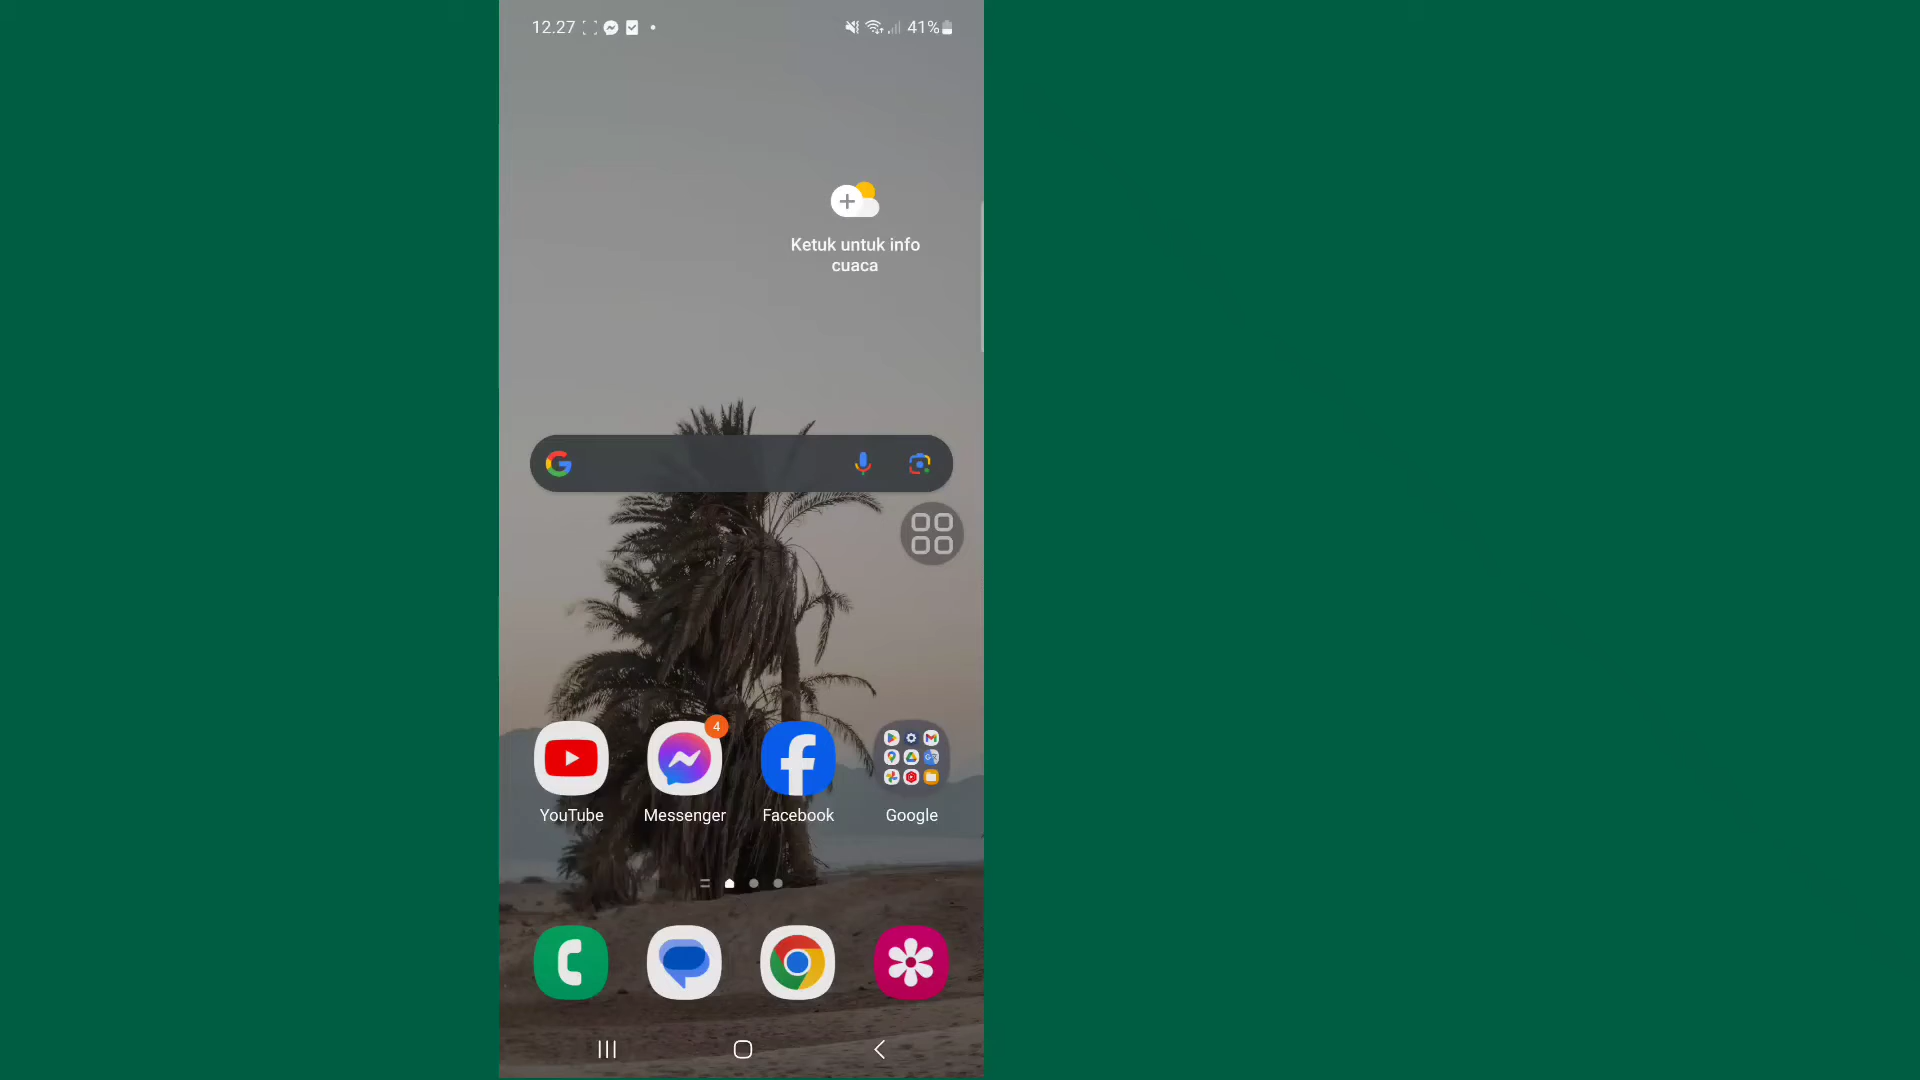 12.27
41%
Ketuk untuk info
cuaca
4
YouTube
Messenger
Facebook
Google